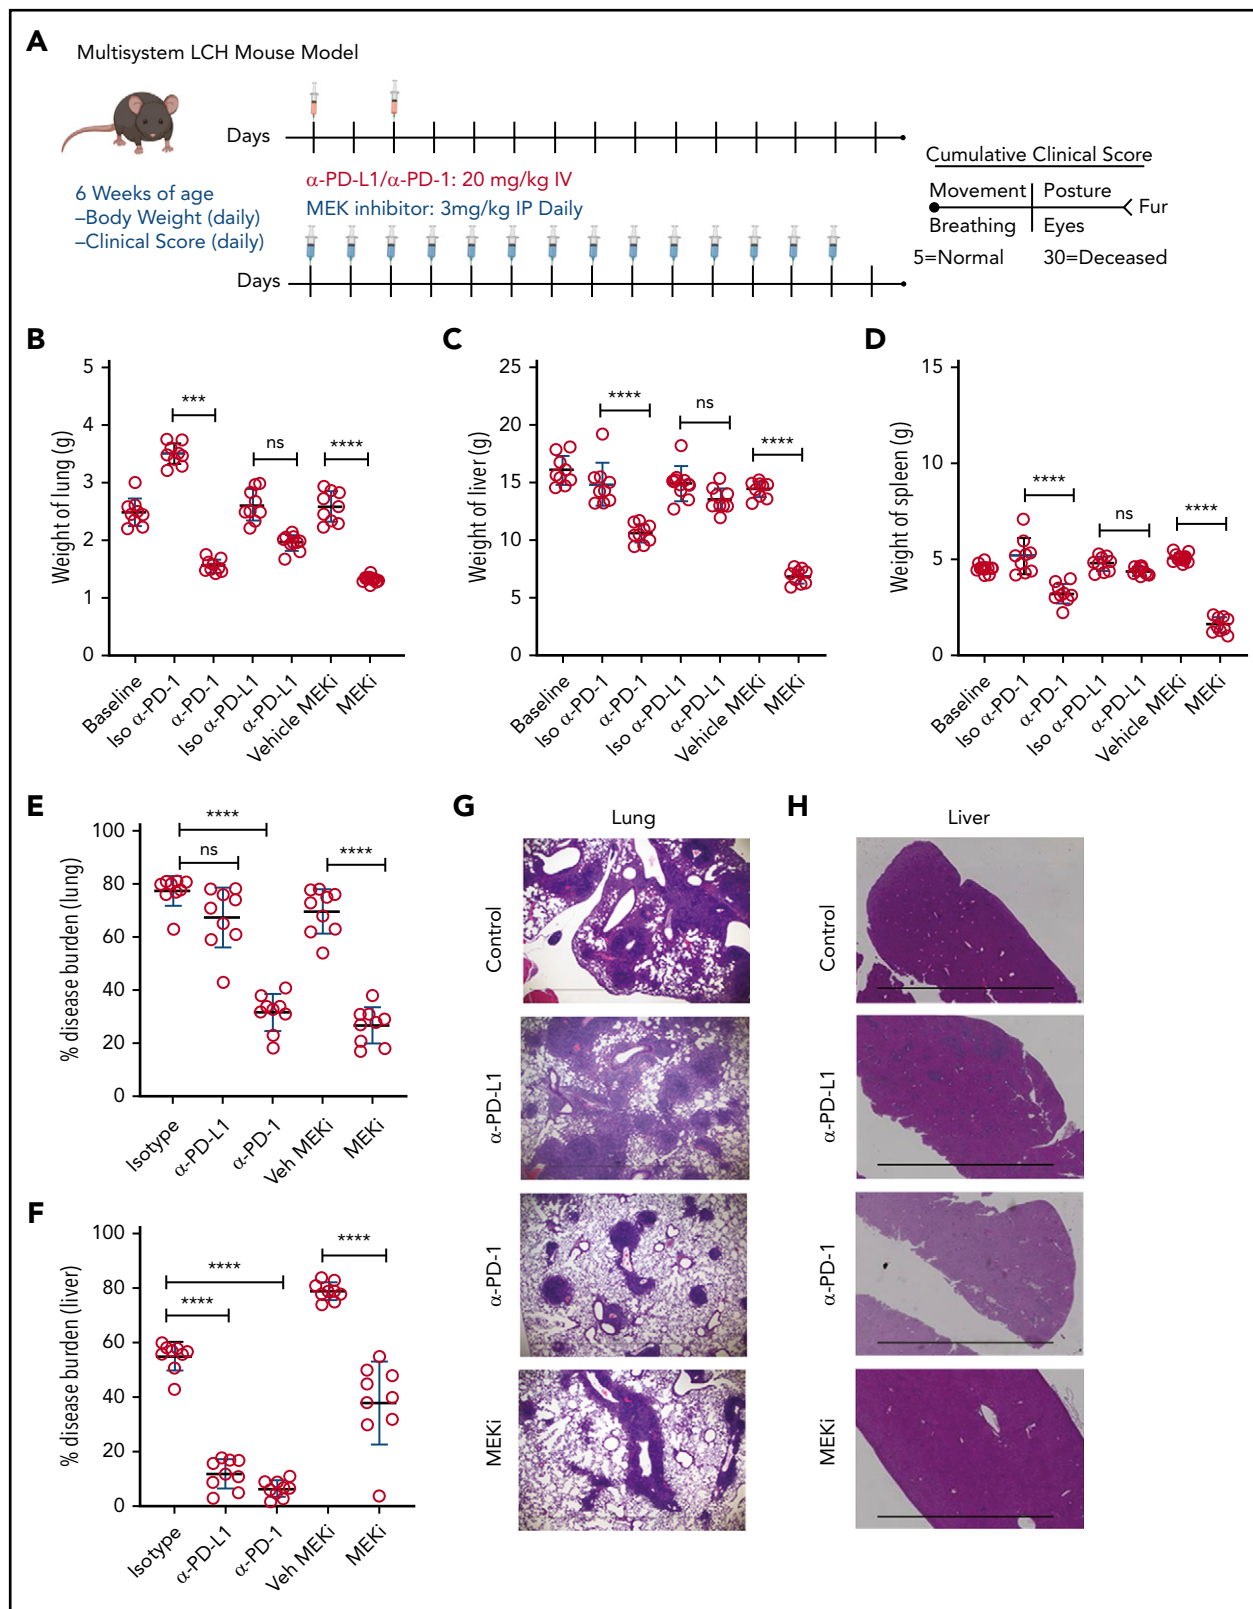 A
Multisystem LCH Mouse Model
Days
6 Weeks of age
–Body Weight (daily)
–Clinical Score (daily)
α-PD-L1/α-PD-1: 20 mg/kg IV
MEK inhibitor: 3mg/kg IP Daily
Days
Cumulative Clinical Score
Movement Posture
Fur
Breathing Eyes
5=Normal 30=Deceased
B
Weight of lung (g)
5
4
3
2
1
0
***
ns
****
Baseline
Iso α-PD-1
α-PD-1
Iso α-PD-L1
α-PD-L1
Vehicle MEKi
MEKi
C
Weight of liver (g)
25
20
15
10
5
0
****
ns
****
Baseline
Iso α-PD-1
α-PD-1
Iso α-PD-L1
α-PD-L1
Vehicle MEKi
MEKi
D
Weight of spleen (g)
15
10
5
0
****
ns
****
Baseline
Iso α-PD-1
α-PD-1
Iso α-PD-L1
α-PD-L1
Vehicle MEKi
MEKi
E
% disease burden (lung)
100
80
60
40
20
0
****
ns
****
Isotype
α-PD-L1
α-PD-1
Veh MEKi
MEKi
F
% disease burden (liver)
100
80
60
40
20
0
****
****
****
Isotype
α-PD-L1
α-PD-1
Veh MEKi
MEKi
G
Lung
Control
α-PD-L1
α-PD-1
MEKi
H
Liver
Control
α-PD-L1
α-PD-1
MEKi